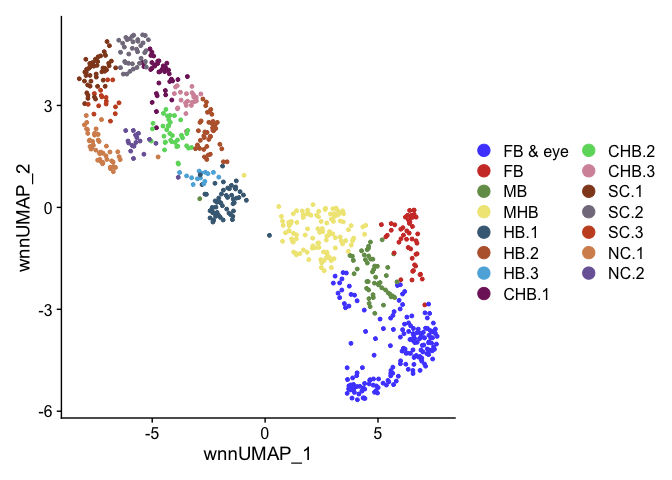 3
0
-3
-6
wnnUMAP_2
-5
0
5
wnnUMAP_1
FB & eye
FB
MB
MHB
HB.1
HB.2
HB.3
CHB.1
CHB.2
CHB.3
SC.1
SC.2
SC.3
NC.1
NC.2